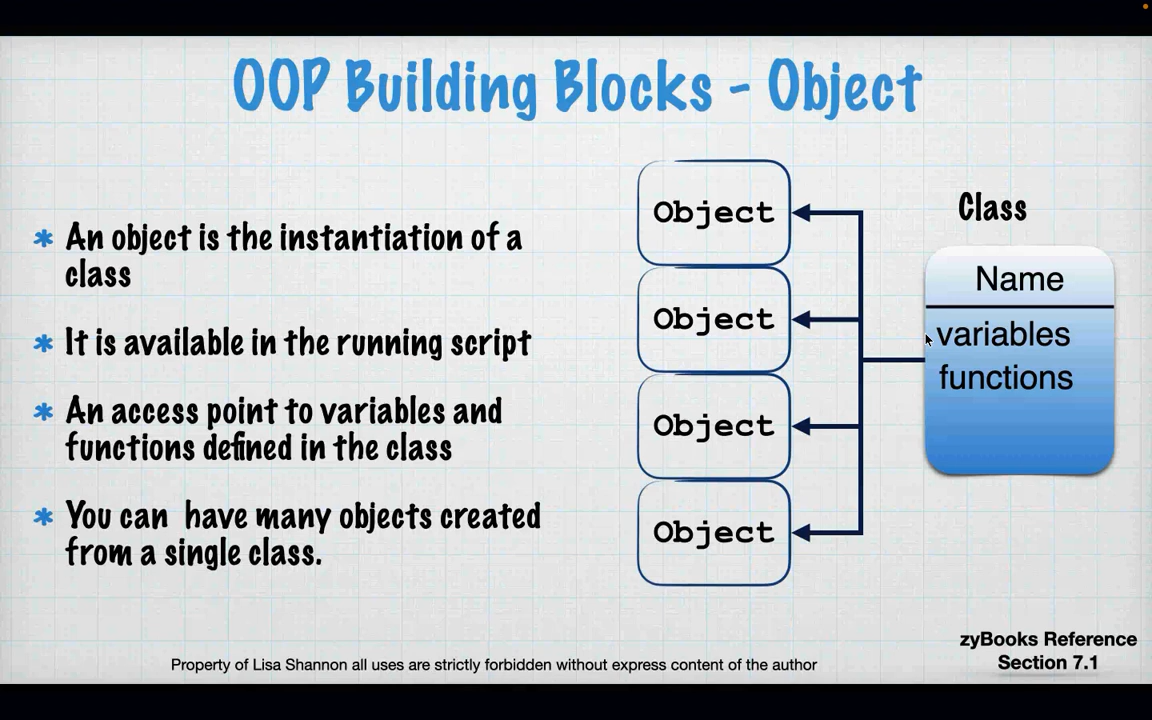 OOP Building Blocks - Object
* An object is the instantiation of a
class
* It is available in the running script
* An access point to variables and
functions defined in the class
* You can  have many objects created
from a single class.
Object
Object
Object
Object
Class
Name
variables
functions
zyBooks Reference
Section 7.1
Property of Lisa Shannon all uses are strictly forbidden without express content of the author